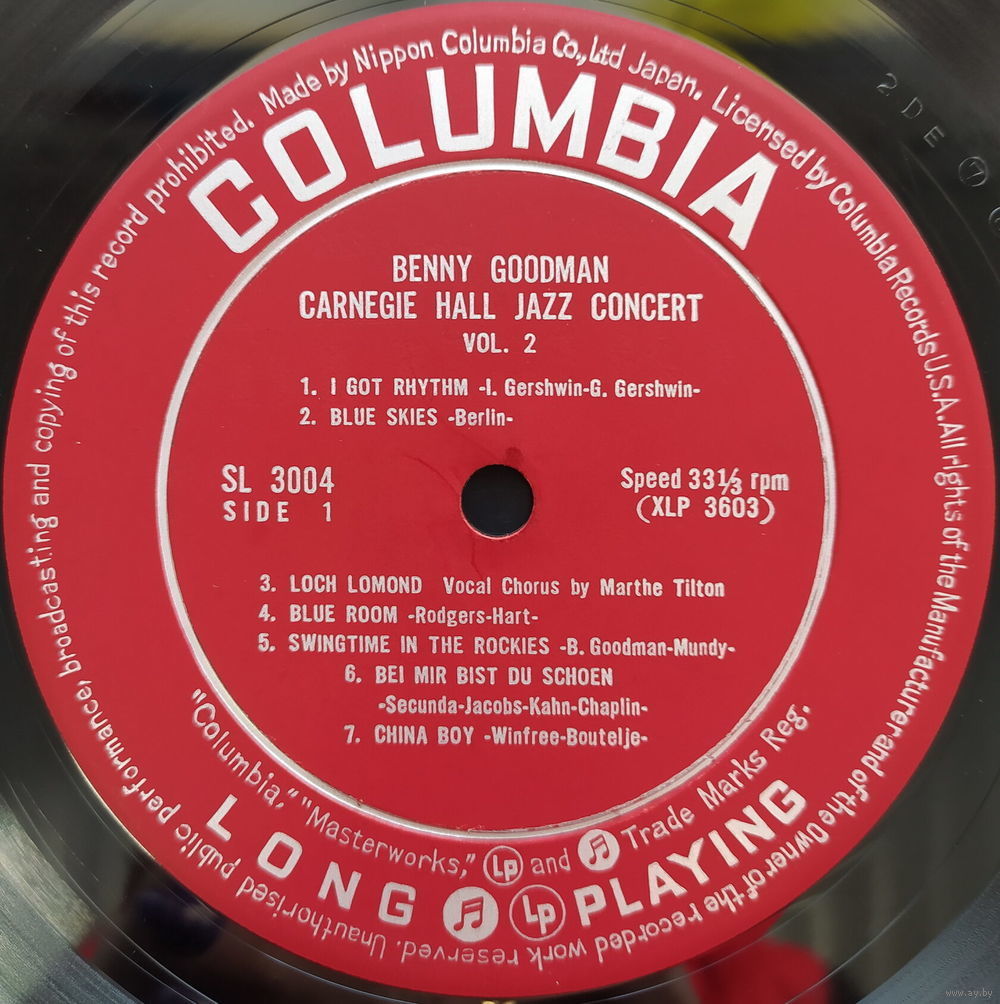 Made by Nippon Columbia Co., Ltd Japan. Licensed by Columbia Records U.S.A. All rights of the Manufacturer and of the Owner of the recorded work reserved. Unauthorised public performance, broadcasting and copying of this record prohibited.
COLUMBIA
2 D E 7
BENNY GOODMAN
CARNEGIE HALL JAZZ CONCERT
VOL. 2
1. I GOT RHYTHM -I. Gershwin-G. Gershwin-
2. BLUE SKIES -Berlin-
SL 3004
SIDE 1
Speed 33⅓ rpm
(XLP 3603)
3. LOCH LOMOND Vocal Chorus by Marthe Tilton
4. BLUE ROOM -Rodgers-Hart-
5. SWINGTIME IN THE ROCKIES -B. Goodman-Mundy-
6. BEI MIR BIST DU SCHOEN
-Secunda-Jacobs-Kahn-Chaplin-
7. CHINA BOY -Winfree-Boutelje-
"Columbia," "Masterworks," Lp and Trade Marks Reg.
LONG Lp PLAYING
www.ay.by